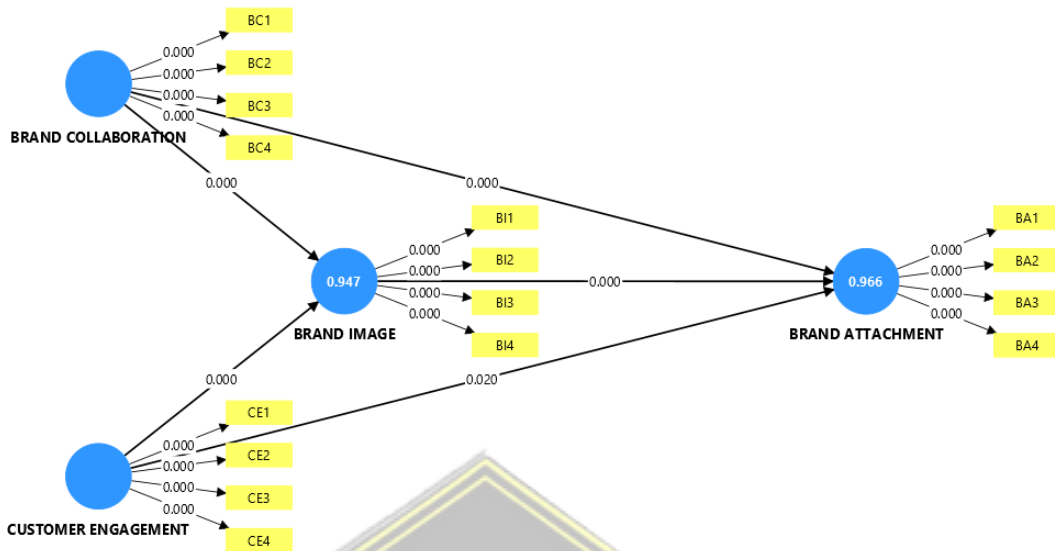 BC1
0.000
BC2
0.000
0.000
BC3
0.000
BRAND COLLABORATION
BC4
0.000
0.000
BI1
0.000
BI2
0.000
0.947
0.000
BI3
0.000
BRAND IMAGE
BI4
0.000
BA1
0.000
BA2
0.000
0.966
0.000
BA3
0.000
BRAND ATTACHMENT
BA4
0.000
0.020
CE1
0.000
CE2
0.000
0.000
CE3
0.000
CUSTOMER ENGAGEMENT
CE4